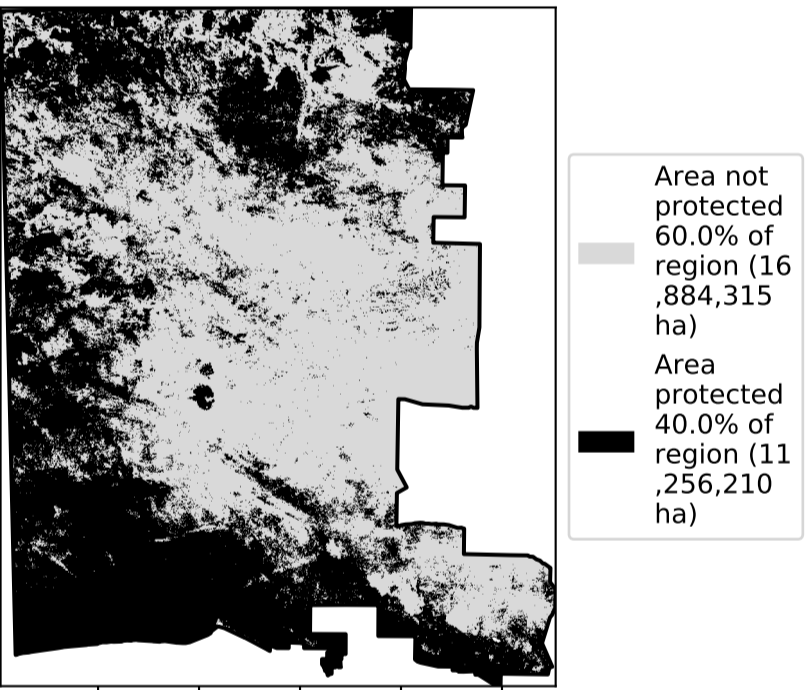 Area not
protected
60.0% of
region (16
,884,315
ha)
Area
protected
40.0% of
region (11
,256,210
ha)